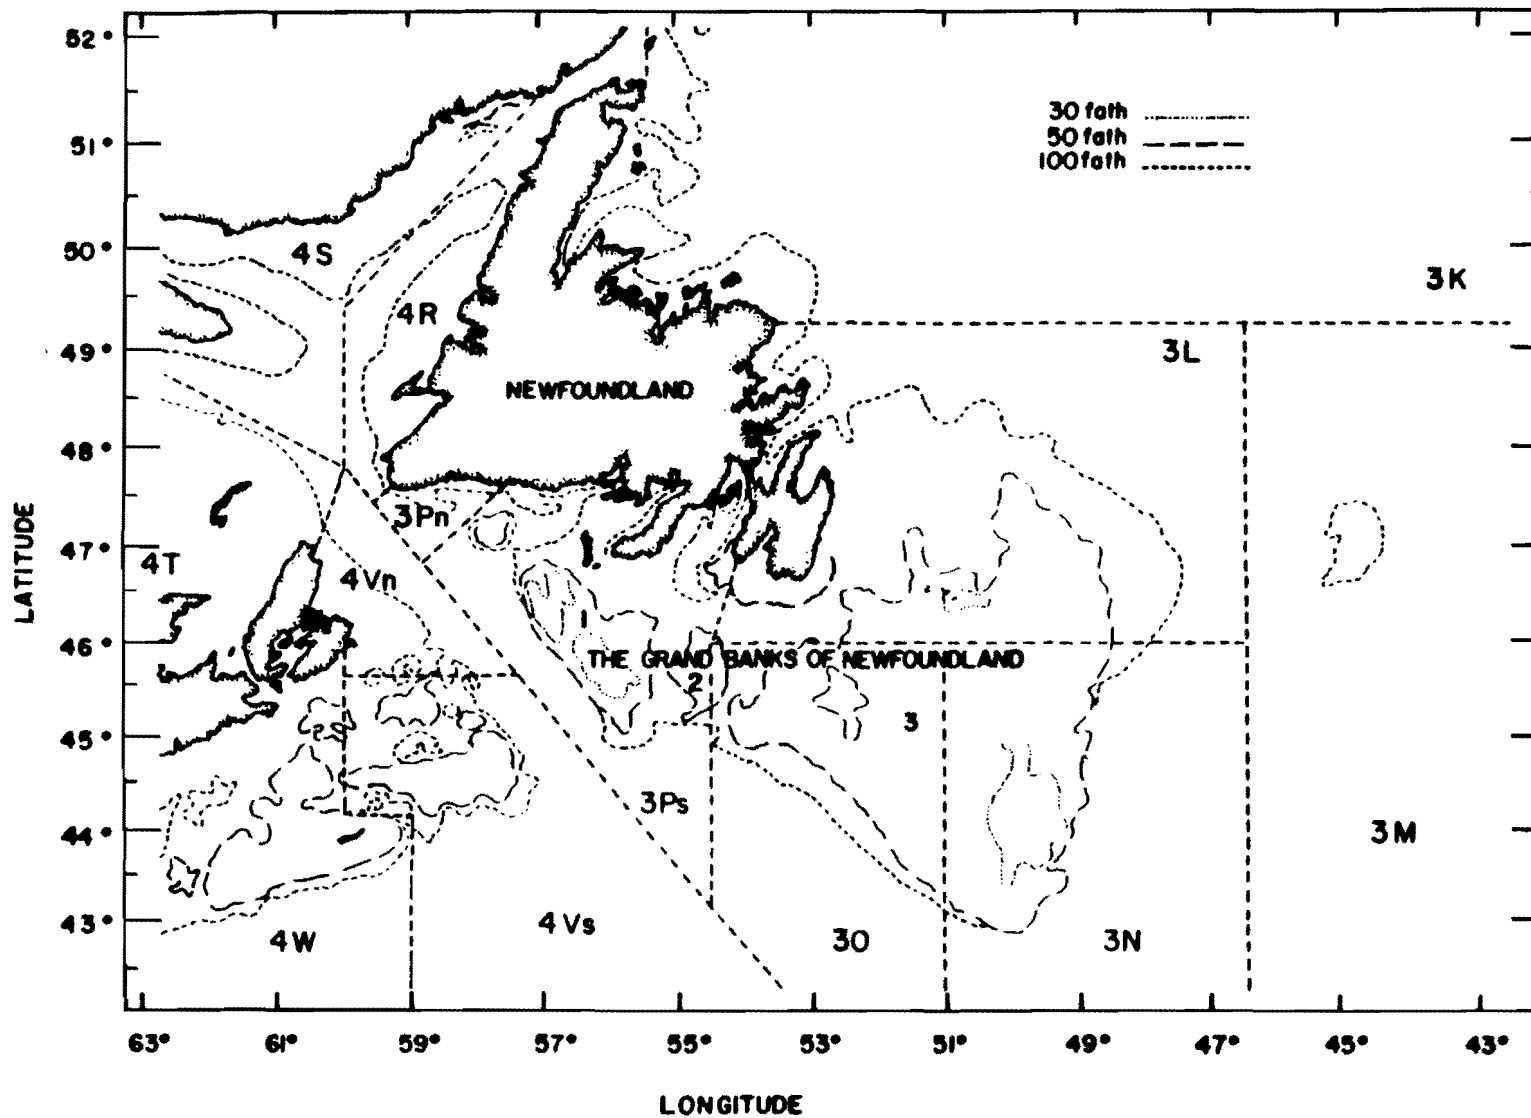 52°
51°
50°
49°
48°
47°
46°
45°
44°
43°
LATITUDE
30 fath
50 fath
100 fath
4S
3K
4R
3L
NEWFOUNDLAND
3Pn
4T
4Vn
1
THE GRAND BANKS OF NEWFOUNDLAND
2
3
3Ps
3M
4W
4Vs
3O
3N
63°
61°
59°
57°
55°
53°
51°
49°
47°
45°
43°
LONGITUDE